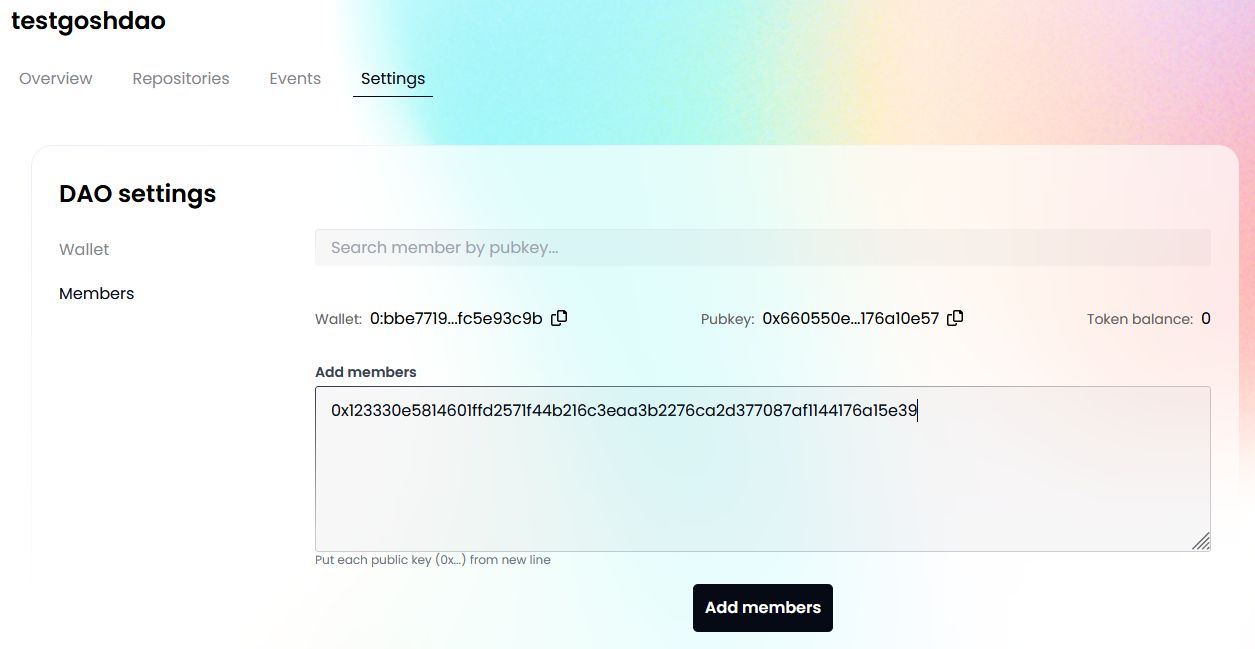 testgoshdao
Overview Repositories Events Settings
DAO settings
Wallet
Search member by pubkey...
Members
Wallet: 0:bbe7719...fc5e93c9b Pubkey: 0x660550e...176a10e57 Token balance: 0
Add members
0x123330e5814601ffd2571f44b216c3eaa3b2276ca2d377087af1144176a15e39
Put each public key (0x...) from new line
Add members